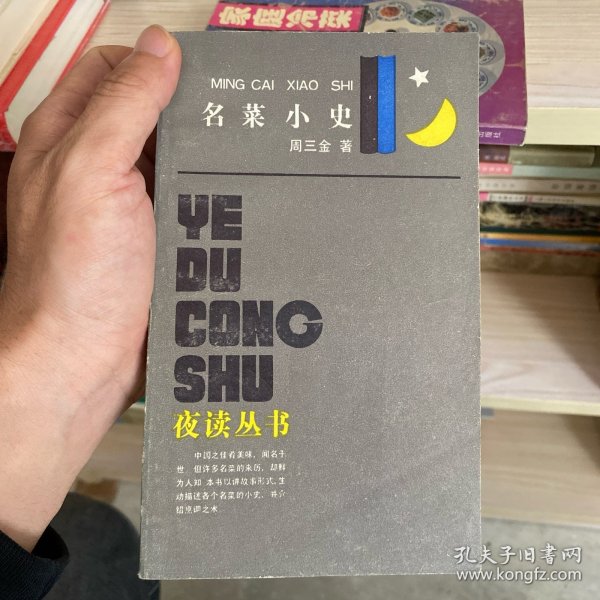 家庭冷菜
MING CAI XIAO SHI
名菜小史
周三金 著
YE
DU
CONG
SHU
夜读丛书
中国之佳肴美味，闻名于
世，但许多名菜的来历，却鲜
为人知，本书以讲故事形式，生
动描述各个名菜的小史，并介
绍烹调之术
孔夫子旧书网
www.kongfz.com